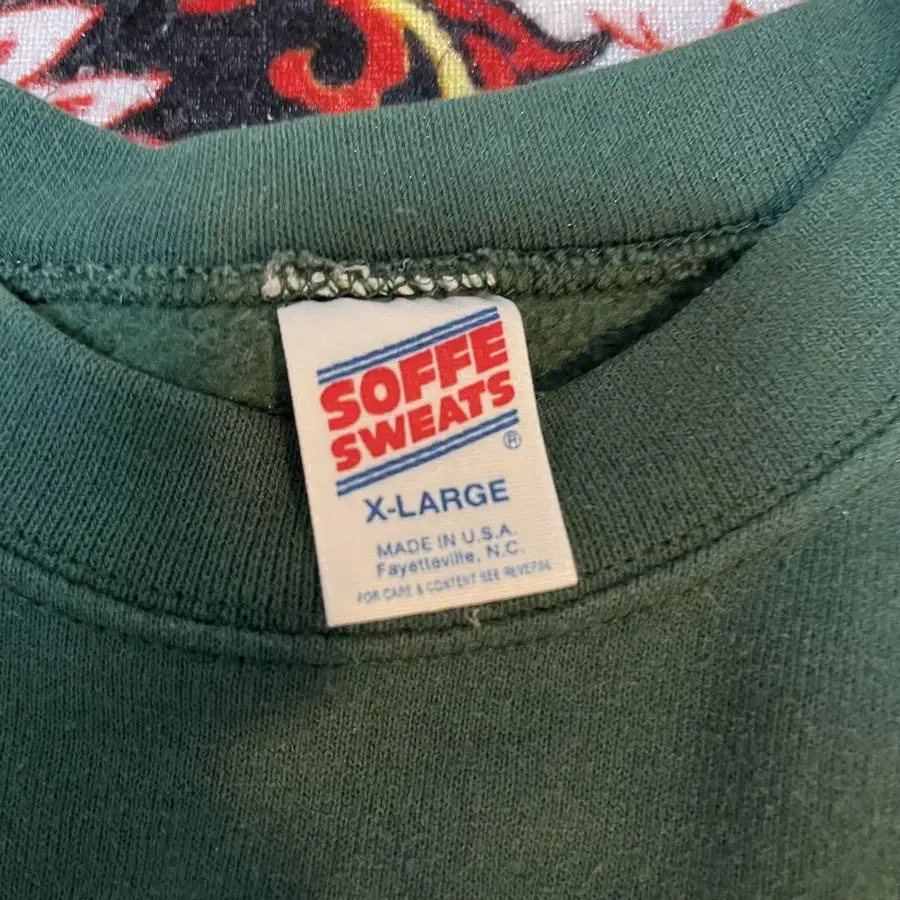 SOFFE
SWEATS
®
X-LARGE
MADE IN U.S.A.
Fayetteville, N.C.
FOR CARE & CONTENT SEE REVERSE